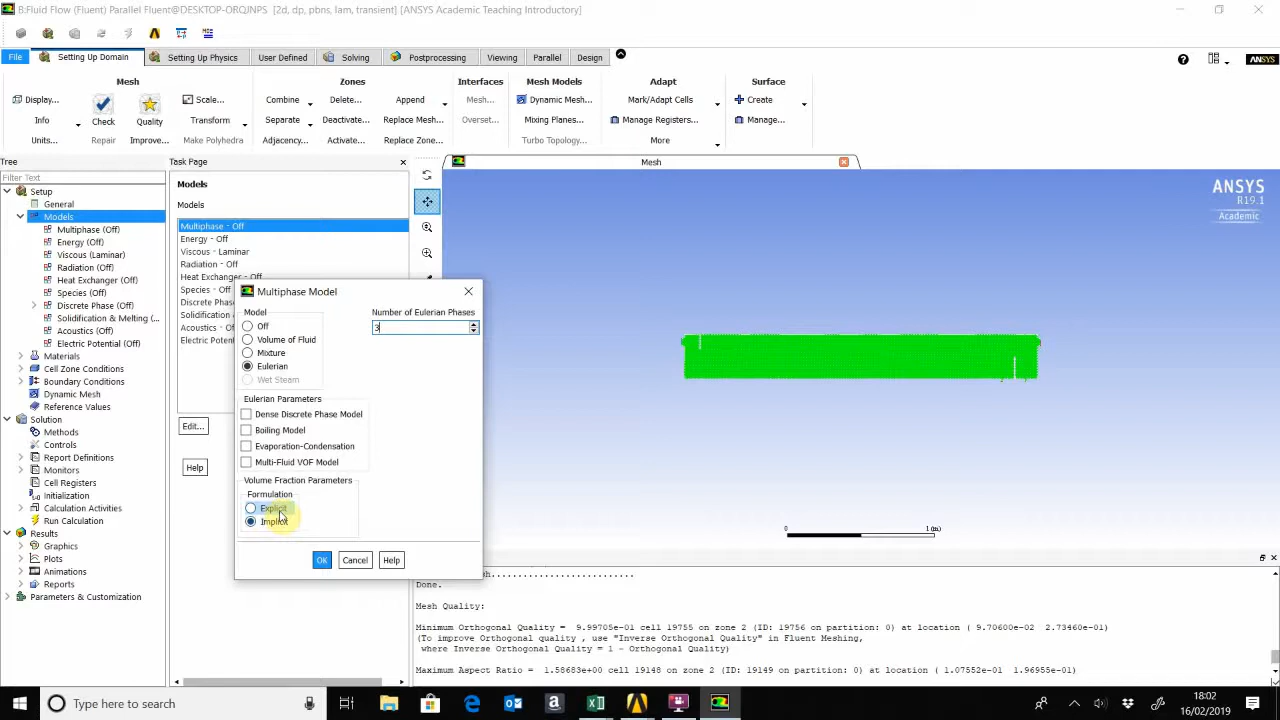 B:Fluid Flow (Fluent) Parallel Fluent@DESKTOP-ORQJNPS [2d, dp, pbns, lam, transient] [ANSYS Academic Teaching Introductory]
File Setting Up Domain Setting Up Physics User Defined Solving Postprocessing Viewing Parallel Design ANSYS
Mesh Zones Interfaces Mesh Models Adapt Surface
Display... Scale... Combine Delete... Append Mesh... Dynamic Mesh... Mark/Adapt Cells Create
Info Check Quality Transform Separate Deactivate... Replace Mesh... Overset... Mixing Planes... Manage Registers... Manage...
Units... Repair Improve... Make Polyhedra Adjacency... Activate... Replace Zone... Turbo Topology... More
Tree
Filter Text
Setup
General
Models
Multiphase (Off)
Energy (Off)
Viscous (Laminar)
Radiation (Off)
Heat Exchanger (Off)
Species (Off)
Discrete Phase (Off)
Solidification & Melting (...
Acoustics (Off)
Electric Potential (Off)
Materials
Cell Zone Conditions
Boundary Conditions
Dynamic Mesh
Reference Values
Solution
Methods
Controls
Report Definitions
Monitors
Cell Registers
Initialization
Calculation Activities
Run Calculation
Results
Graphics
Plots
Animations
Reports
Parameters & Customization
Task Page
Models
Models
Multiphase - Off
Energy - Off
Viscous - Laminar
Radiation - Off
Heat Exchanger - Off
Species - Off
Discrete Phase
Solidification
Acoustics - Of
Electric Potential
Edit...
Help
Multiphase Model
Model
Off
Volume of Fluid
Mixture
Eulerian
Wet Steam
Number of Eulerian Phases
3
Eulerian Parameters
Dense Discrete Phase Model
Boiling Model
Evaporation-Condensation
Multi-Fluid VOF Model
Volume Fraction Parameters
Formulation
Explicit
Implicit
OK Cancel Help
Mesh
ANSYS
R19.1
Academic
0 1 (m)
Done.
Mesh Quality:
Minimum Orthogonal Quality = 9.99705e-01 cell 19755 on zone 2 (ID: 19756 on partition: 0) at location ( 9.70600e-02 2.73460e-01)
(To improve Orthogonal quality , use "Inverse Orthogonal Quality" in Fluent Meshing,
where Inverse Orthogonal Quality = 1 - Orthogonal Quality)
Maximum Aspect Ratio = 1.58683e+00 cell 19148 on zone 2 (ID: 19149 on partition: 0) at location ( 1.07552e-01 1.96955e-01)
Type here to search
18:02
16/02/2019